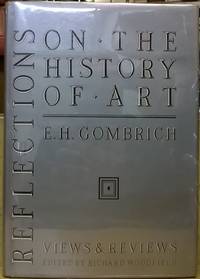 REFLECTIONS
ON · THE
HISTORY
OF · ART
E.H. GOMBRICH
VIEWS & REVIEWS
EDITED BY RICHARD WOODFIELD